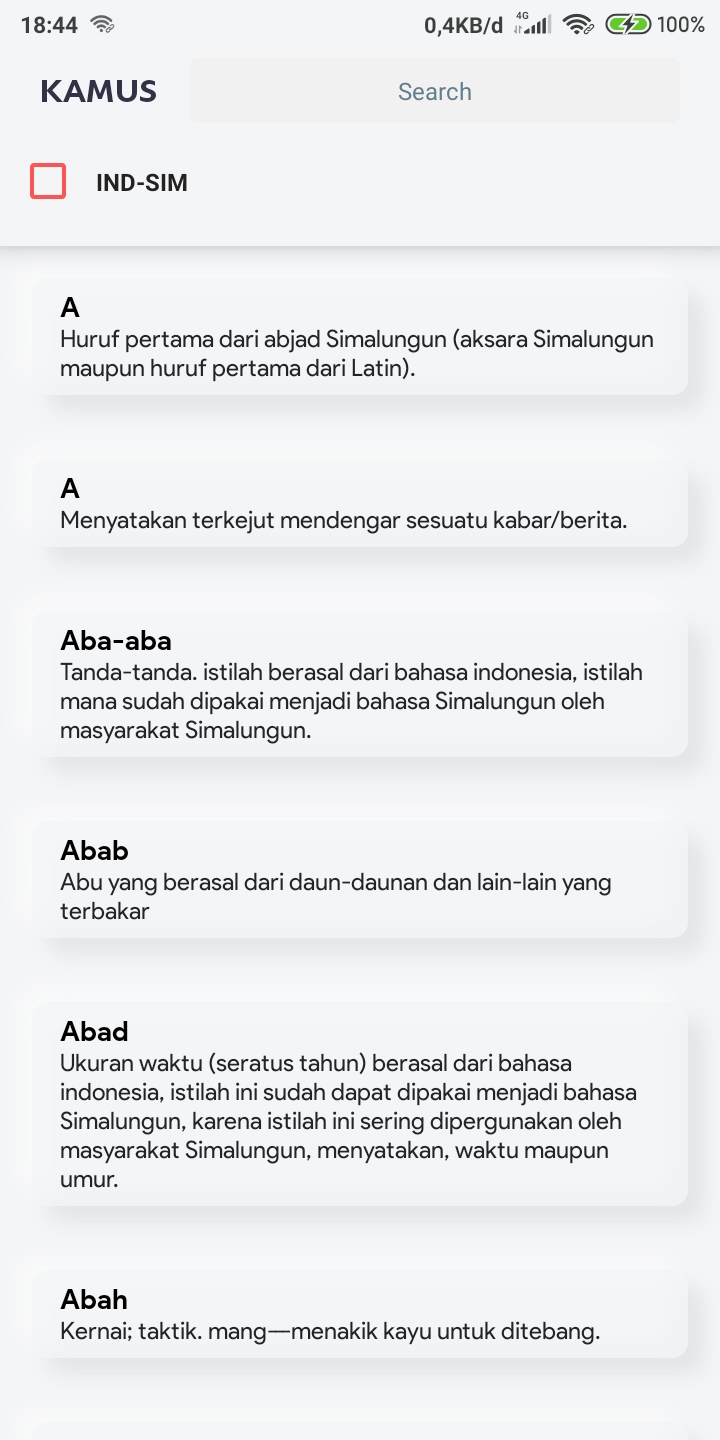 18:44 0,4KB/d 4G 100%
KAMUS Search
IND-SIM
A
Huruf pertama dari abjad Simalungun (aksara Simalungun
maupun huruf pertama dari Latin).
A
Menyatakan terkejut mendengar sesuatu kabar/berita.
Aba-aba
Tanda-tanda. istilah berasal dari bahasa indonesia, istilah
mana sudah dipakai menjadi bahasa Simalungun oleh
masyarakat Simalungun.
Abab
Abu yang berasal dari daun-daunan dan lain-lain yang
terbakar
Abad
Ukuran waktu (seratus tahun) berasal dari bahasa
indonesia, istilah ini sudah dapat dipakai menjadi bahasa
Simalungun, karena istilah ini sering dipergunakan oleh
masyarakat Simalungun, menyatakan, waktu maupun
umur.
Abah
Kernai; taktik. mang—menakik kayu untuk ditebang.